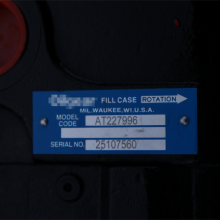 FILL CASE ROTATION
MILWAUKEE, WI U.S.A.
MODEL CODE AT227996
SERIAL NO. 25107560